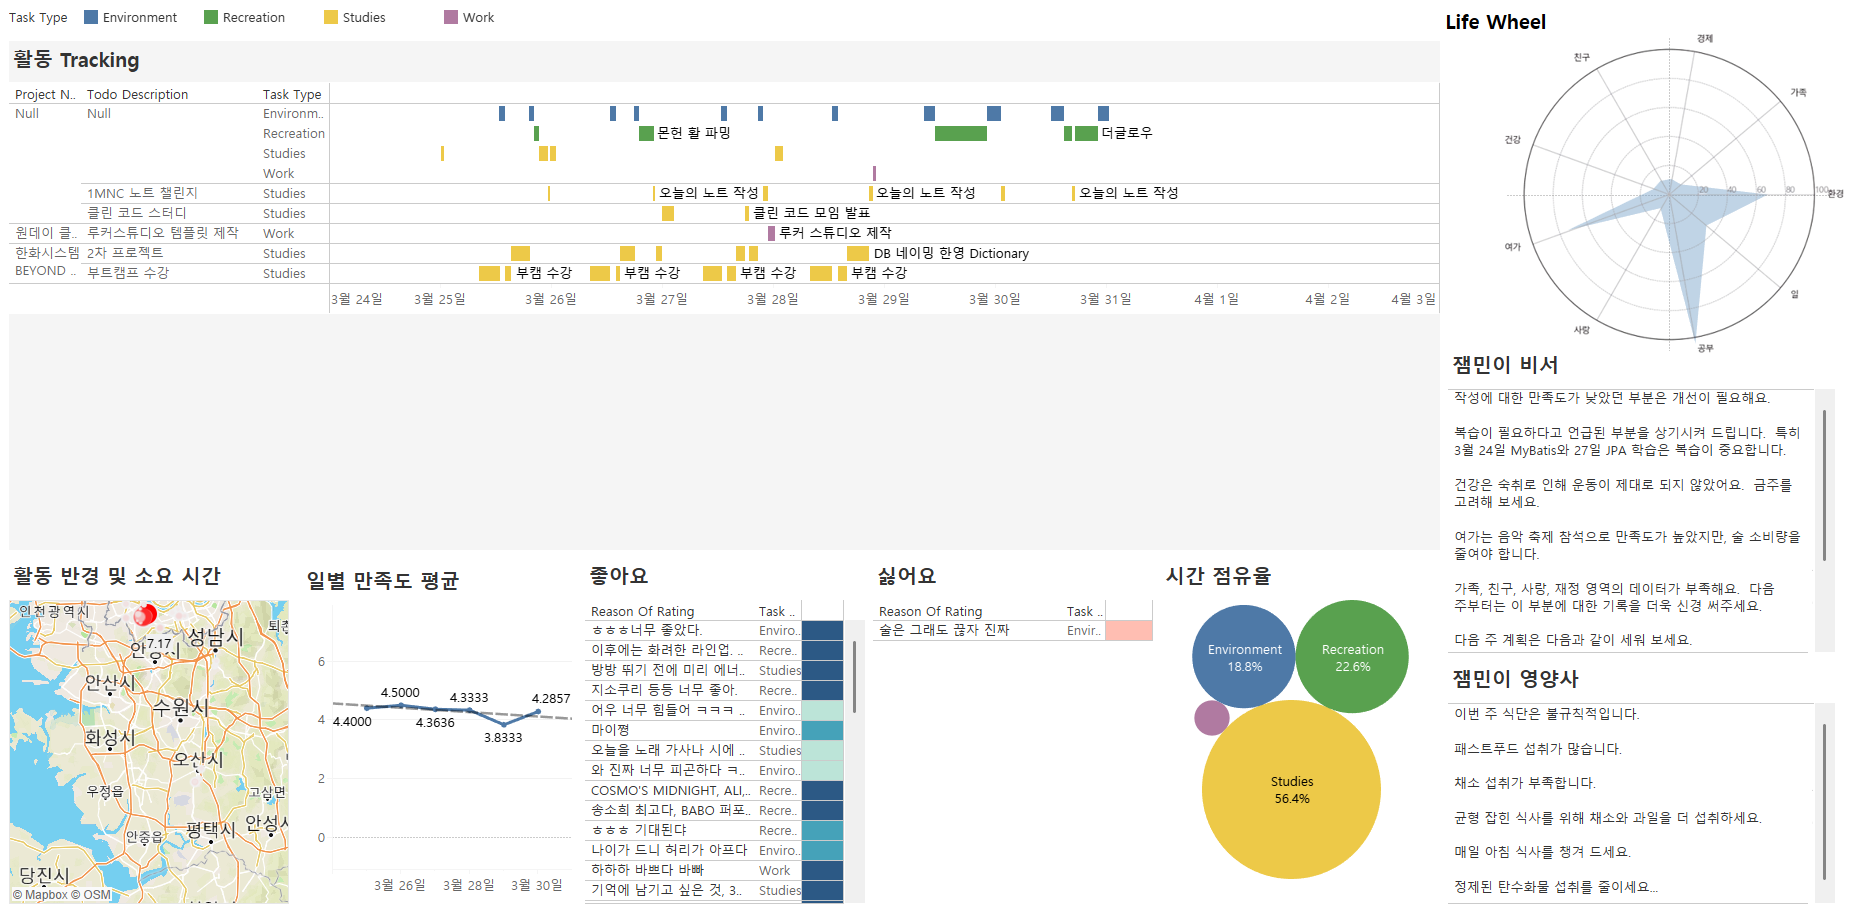 Task Type Environment Recreation Studies Work
활동 Tracking
Project N.. Todo Description Task Type
Null Null Environm..
Recreation 몬헌 활 파밍 더글로우
Studies
Work
1MNC 노트 챌린지 Studies 오늘의 노트 작성 오늘의 노트 작성 오늘의 노트 작성
클린 코드 스터디 Studies 클린 코드 모임 발표
원데이 클.. 루커스튜디오 템플릿 제작 Work 루커 스튜디오 제작
한화시스템 2차 프로젝트 Studies DB 네이밍 한영 Dictionary
BEYOND .. 부트캠프 수강 Studies 부캠 수강 부캠 수강 부캠 수강 부캠 수강
3월 24일 3월 25일 3월 26일 3월 27일 3월 28일 3월 29일 3월 30일 3월 31일 4월 1일 4월 2일 4월 3일
Life Wheel
경제
친구
가족
건강
20 40 60 80 100 환경
여가
일
사랑
공부
잼민이 비서
작성에 대한 만족도가 낮았던 부분은 개선이 필요해요.
복습이 필요하다고 언급된 부분을 상기시켜 드립니다. 특히
3월 24일 MyBatis와 27일 JPA 학습은 복습이 중요합니다.
건강은 숙취로 인해 운동이 제대로 되지 않았어요. 금주를
고려해 보세요.
여가는 음악 축제 참석으로 만족도가 높았지만, 술 소비량을
줄여야 합니다.
가족, 친구, 사랑, 재정 영역의 데이터가 부족해요. 다음
주부터는 이 부분에 대한 기록을 더욱 신경 써주세요.
다음 주 계획은 다음과 같이 세워 보세요.
잼민이 영양사
이번 주 식단은 불규칙적입니다.
패스트푸드 섭취가 많습니다.
채소 섭취가 부족합니다.
균형 잡힌 식사를 위해 채소와 과일을 더 섭취하세요.
매일 아침 식사를 챙겨 드세요.
정제된 탄수화물 섭취를 줄이세요...
활동 반경 및 소요 시간
인천광역시
성남시
퇴촌
7.17
안양시
안산시
수원시
화성시
오산시
우정읍
고삼면
안중읍
평택시
안성시
당진시
© Mapbox © OSM
일별 만족도 평균
6
4
2
0
4.4000
4.5000
4.3636
4.3333
3.8333
4.2857
3월 26일 3월 28일 3월 30일
좋아요
Reason Of Rating Task ..
ㅎㅎㅎ너무 좋았다. Enviro..
이후에는 화려한 라인업. .. Recre..
방방 뛰기 전에 미리 에너.. Studies
지소쿠리 등등 너무 좋아. Recre..
어우 너무 힘들어 ㅋㅋㅋ .. Enviro..
마이쪙 Enviro..
오늘을 노래 가사나 시에 .. Studies
와 진짜 너무 피곤하다 ㅋ.. Enviro..
COSMO'S MIDNIGHT, ALI,.. Recre..
송소희 최고다, BABO 퍼포.. Recre..
ㅎㅎㅎ 기대된댜 Recre..
나이가 드니 허리가 아프다 Enviro..
하하하 바쁘다 바빠 Work
기억에 남기고 싶은 것, 3.. Studies
싫어요
Reason Of Rating Task ..
술은 그래도 끊자 진짜 Envir..
시간 점유율
Environment
18.8%
Recreation
22.6%
Studies
56.4%